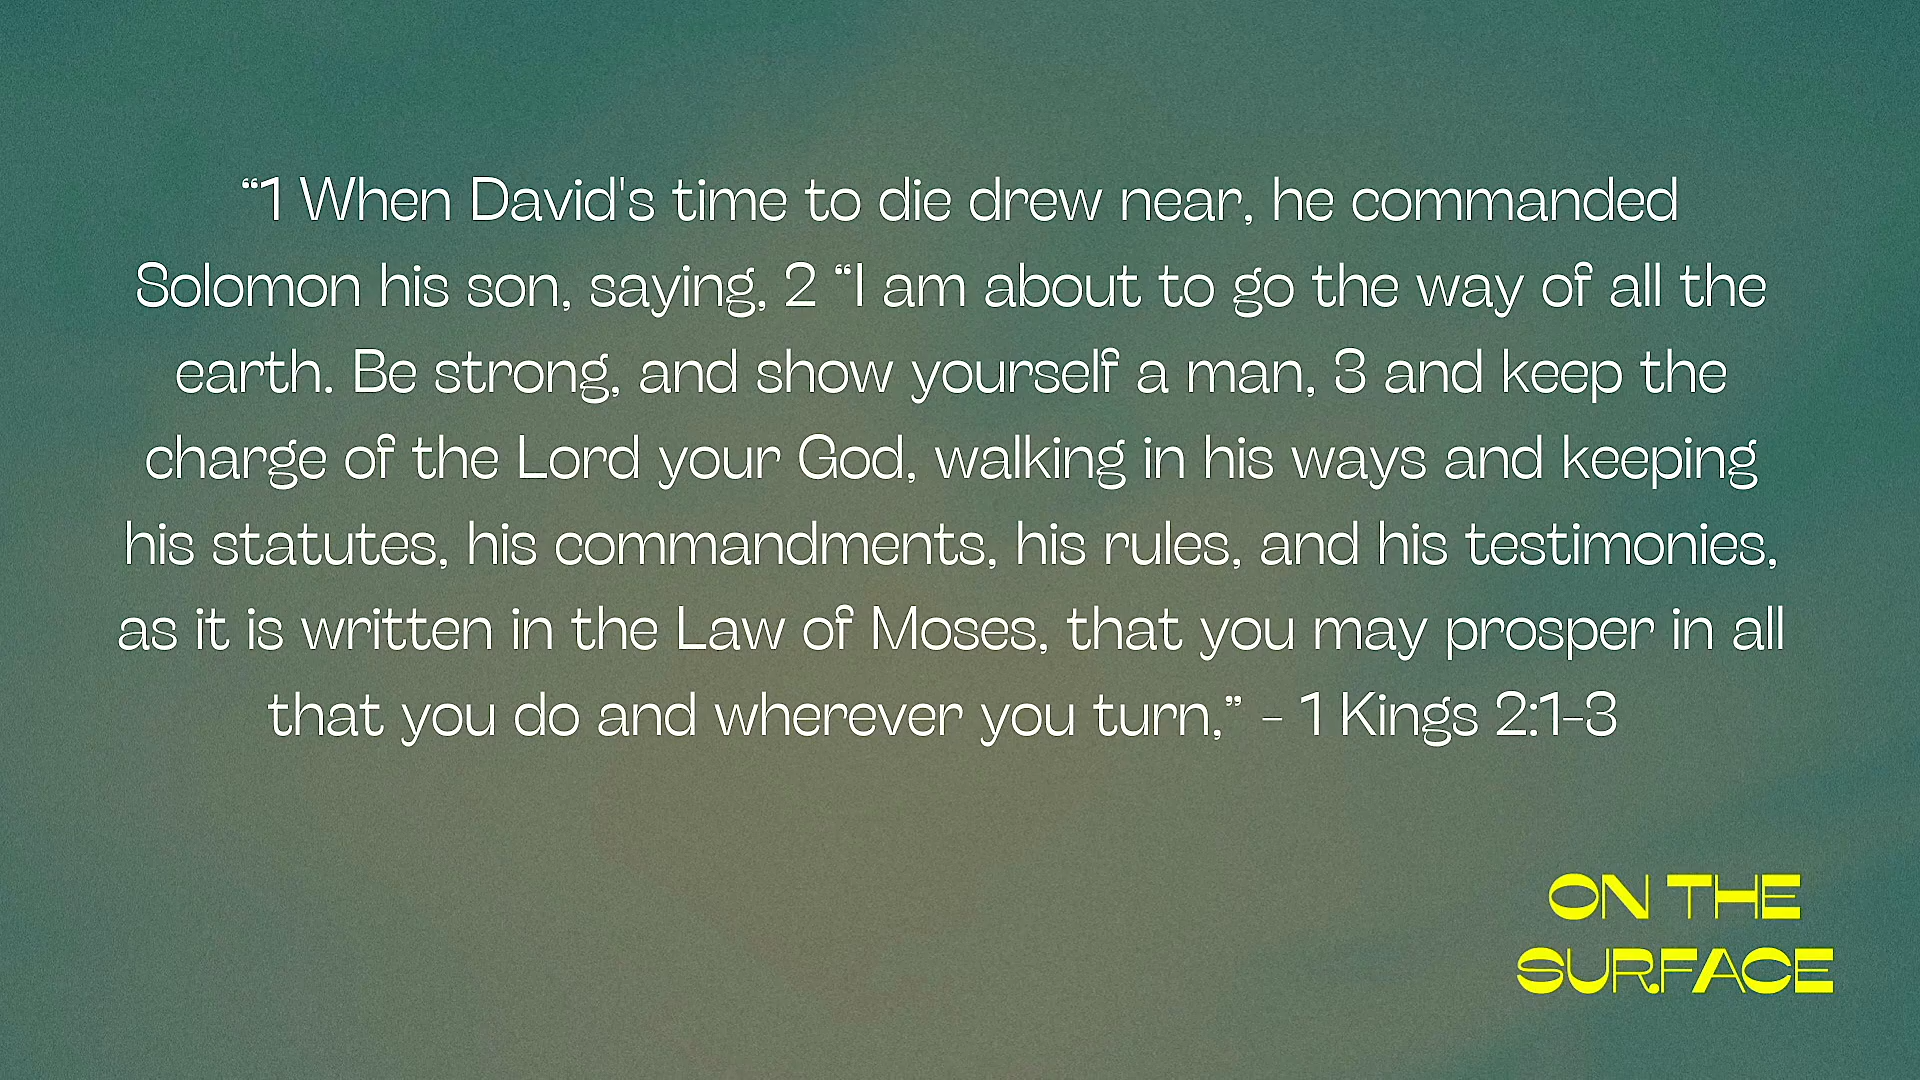 “1 When David's time to die drew near, he commanded
Solomon his son, saying, 2 “I am about to go the way of all the
earth. Be strong, and show yourself a man, 3 and keep the
charge of the Lord your God, walking in his ways and keeping
his statutes, his commandments, his rules, and his testimonies,
as it is written in the Law of Moses, that you may prosper in all
that you do and wherever you turn,” - 1 Kings 2:1-3
ON THE
SURFACE